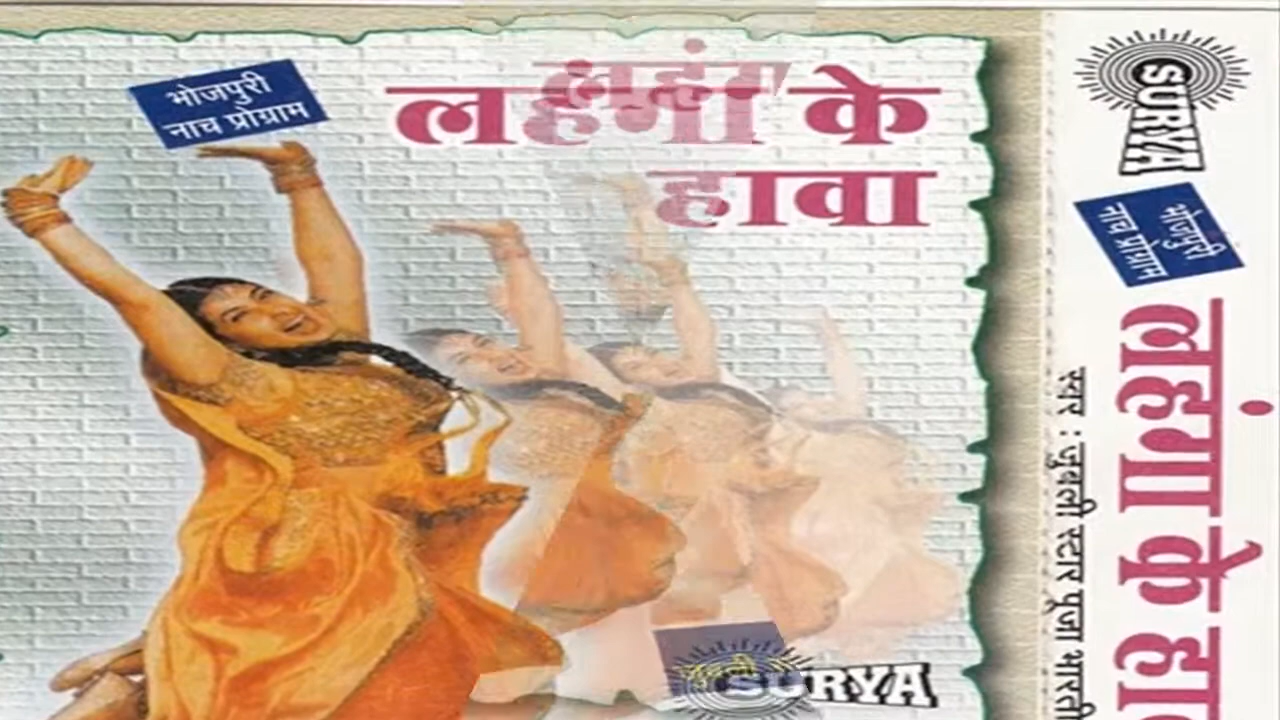 भोजपुरी
नाच प्रोग्राम
लहंगा के
हावा
SURYA
SURYA
भोजपुरी
नाच प्रोग्राम
लहंगा के
स्वर : जुबली स्टार पूजा भारती